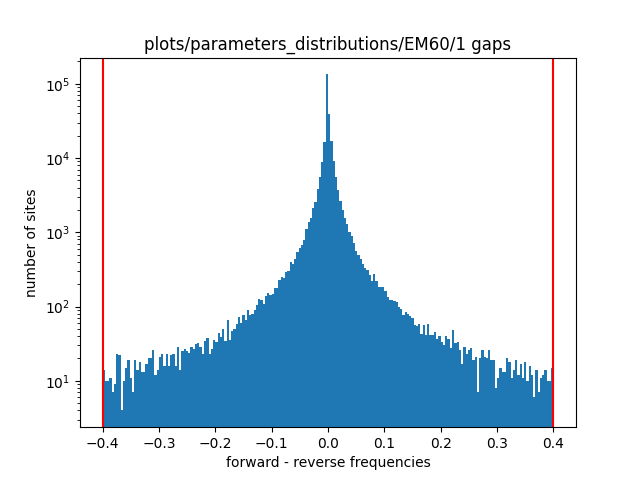 plots/parameters_distributions/EM60/1 gaps
number of sites
10^5
10^4
10^3
10^2
10^1
−0.4 −0.3 −0.2 −0.1 0.0 0.1 0.2 0.3 0.4
forward - reverse frequencies